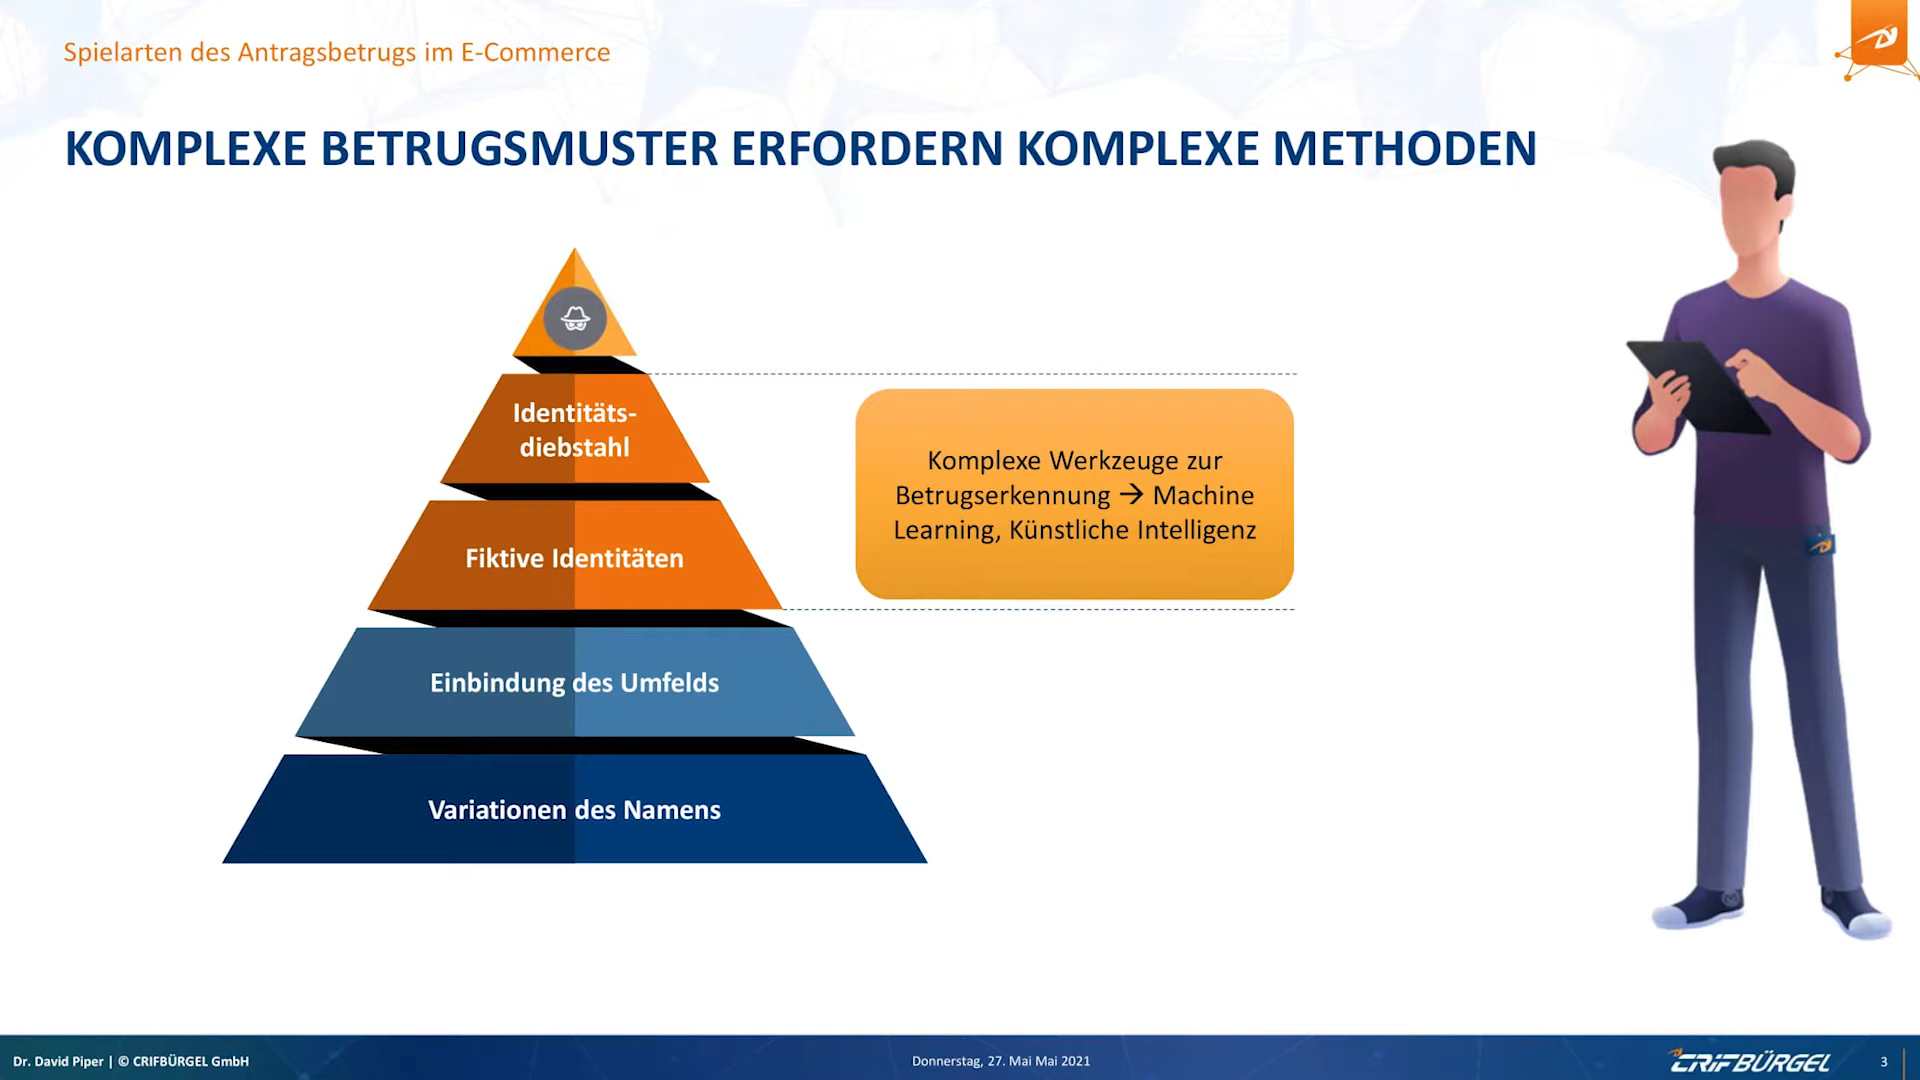 Spielarten des Antragsbetrugs im E-Commerce
KOMPLEXE BETRUGSMUSTER ERFORDERN KOMPLEXE METHODEN
Identitäts-
diebstahl
Fiktive Identitäten
Einbindung des Umfelds
Variationen des Namens
Komplexe Werkzeuge zur
Betrugserkennung → Machine
Learning, Künstliche Intelligenz
Dr. David Piper | © CRIFBÜRGEL GmbH
Donnerstag, 27. Mai Mai 2021
CRIFBÜRGEL
3